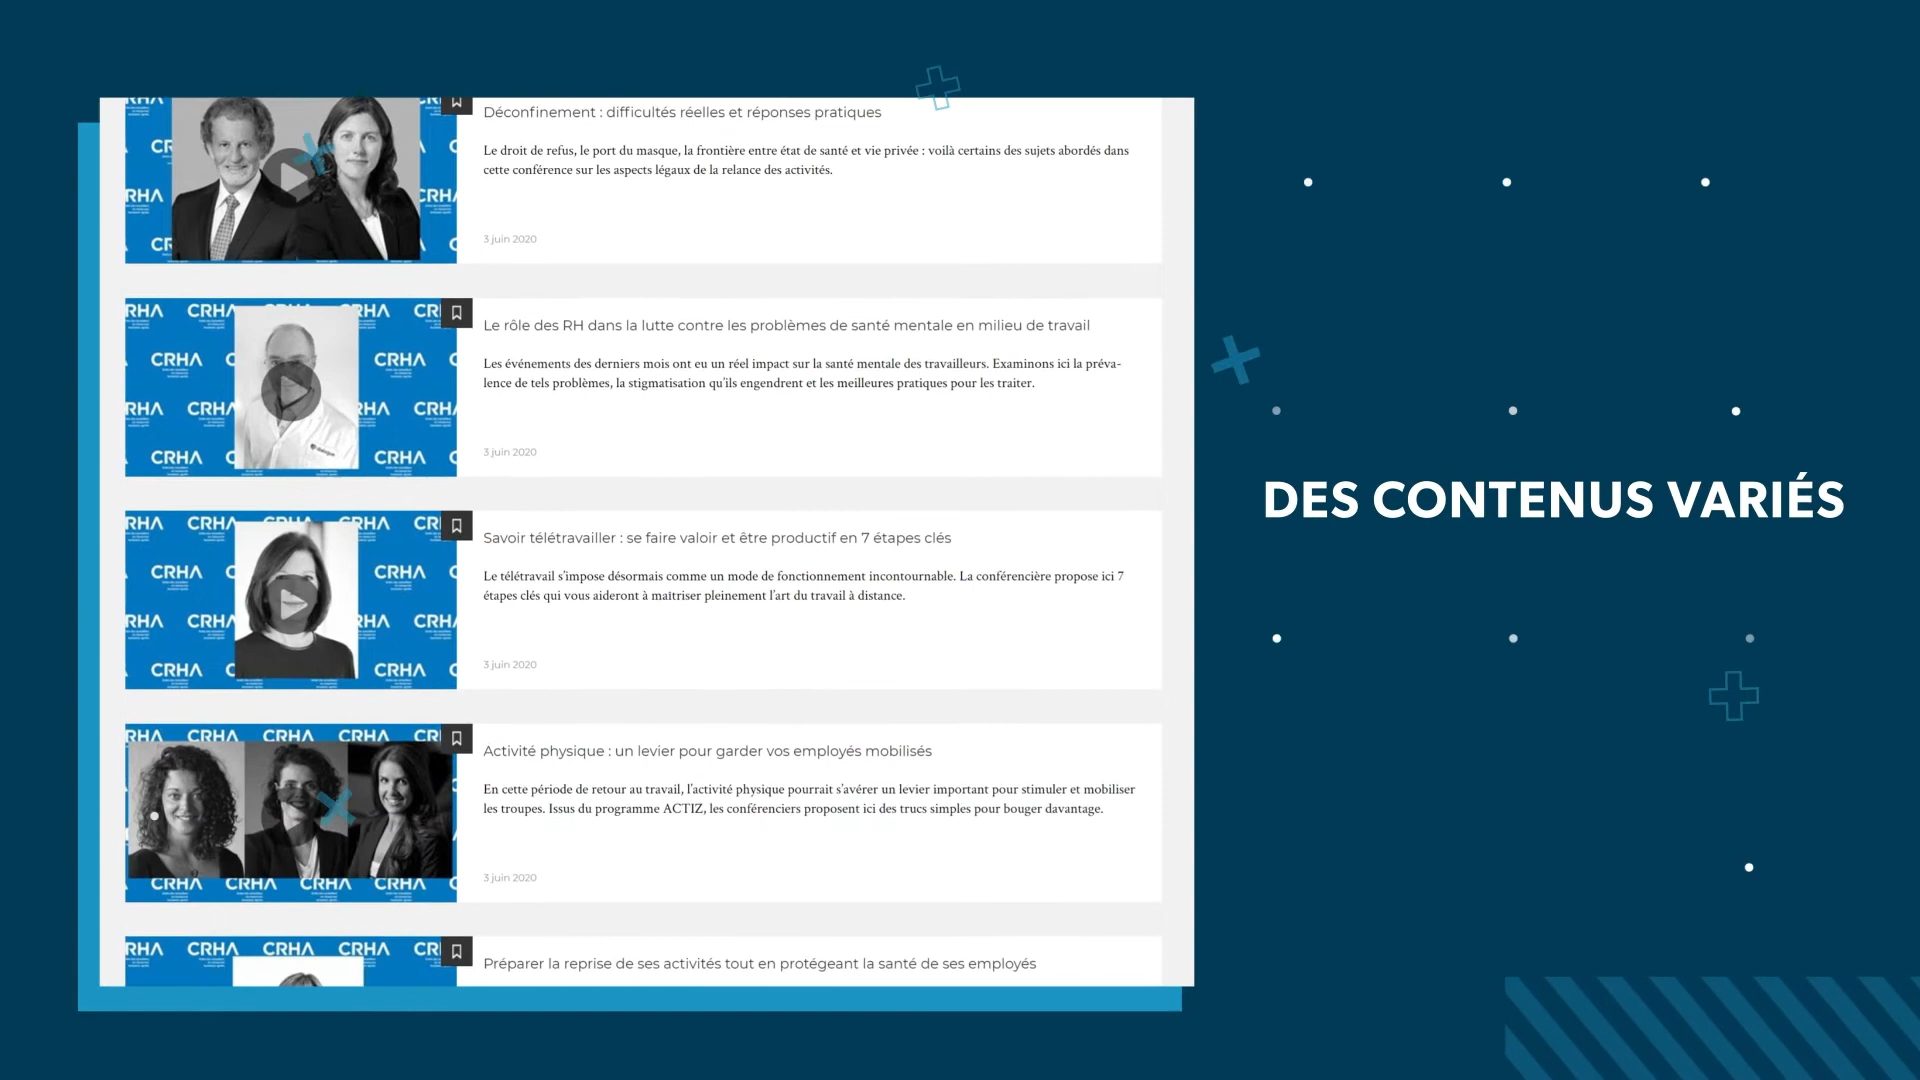 Déconfinement : difficultés réelles et réponses pratiques
Le droit de refus, le port du masque, la frontière entre état de santé et vie privée : voilà certains des sujets abordés dans
cette conférence sur les aspects légaux de la relance des activités.
3 juin 2020
CRHA CRHA CRHA CRHA
Le rôle des RH dans la lutte contre les problèmes de santé mentale en milieu de travail
Les événements des derniers mois ont eu un réel impact sur la santé mentale des travailleurs. Examinons ici la préva-
lence de tels problèmes, la stigmatisation qu'ils engendrent et les meilleures pratiques pour les traiter.
3 juin 2020
Savoir télétravailler : se faire valoir et être productif en 7 étapes clés
Le télétravail s'impose désormais comme un mode de fonctionnement incontournable. La conférencière propose ici 7
étapes clés qui vous aideront à maîtriser pleinement l'art du travail à distance.
3 juin 2020
Activité physique : un levier pour garder vos employés mobilisés
En cette période de retour au travail, l'activité physique pourrait s'avérer un levier important pour stimuler et mobiliser
les troupes. Issus du programme ACTIZ, les conférenciers proposent ici des trucs simples pour bouger davantage.
3 juin 2020
CRHA CRHA CRHA CRHA
Préparer la reprise de ses activités tout en protégeant la santé de ses employés
DES CONTENUS VARIÉS